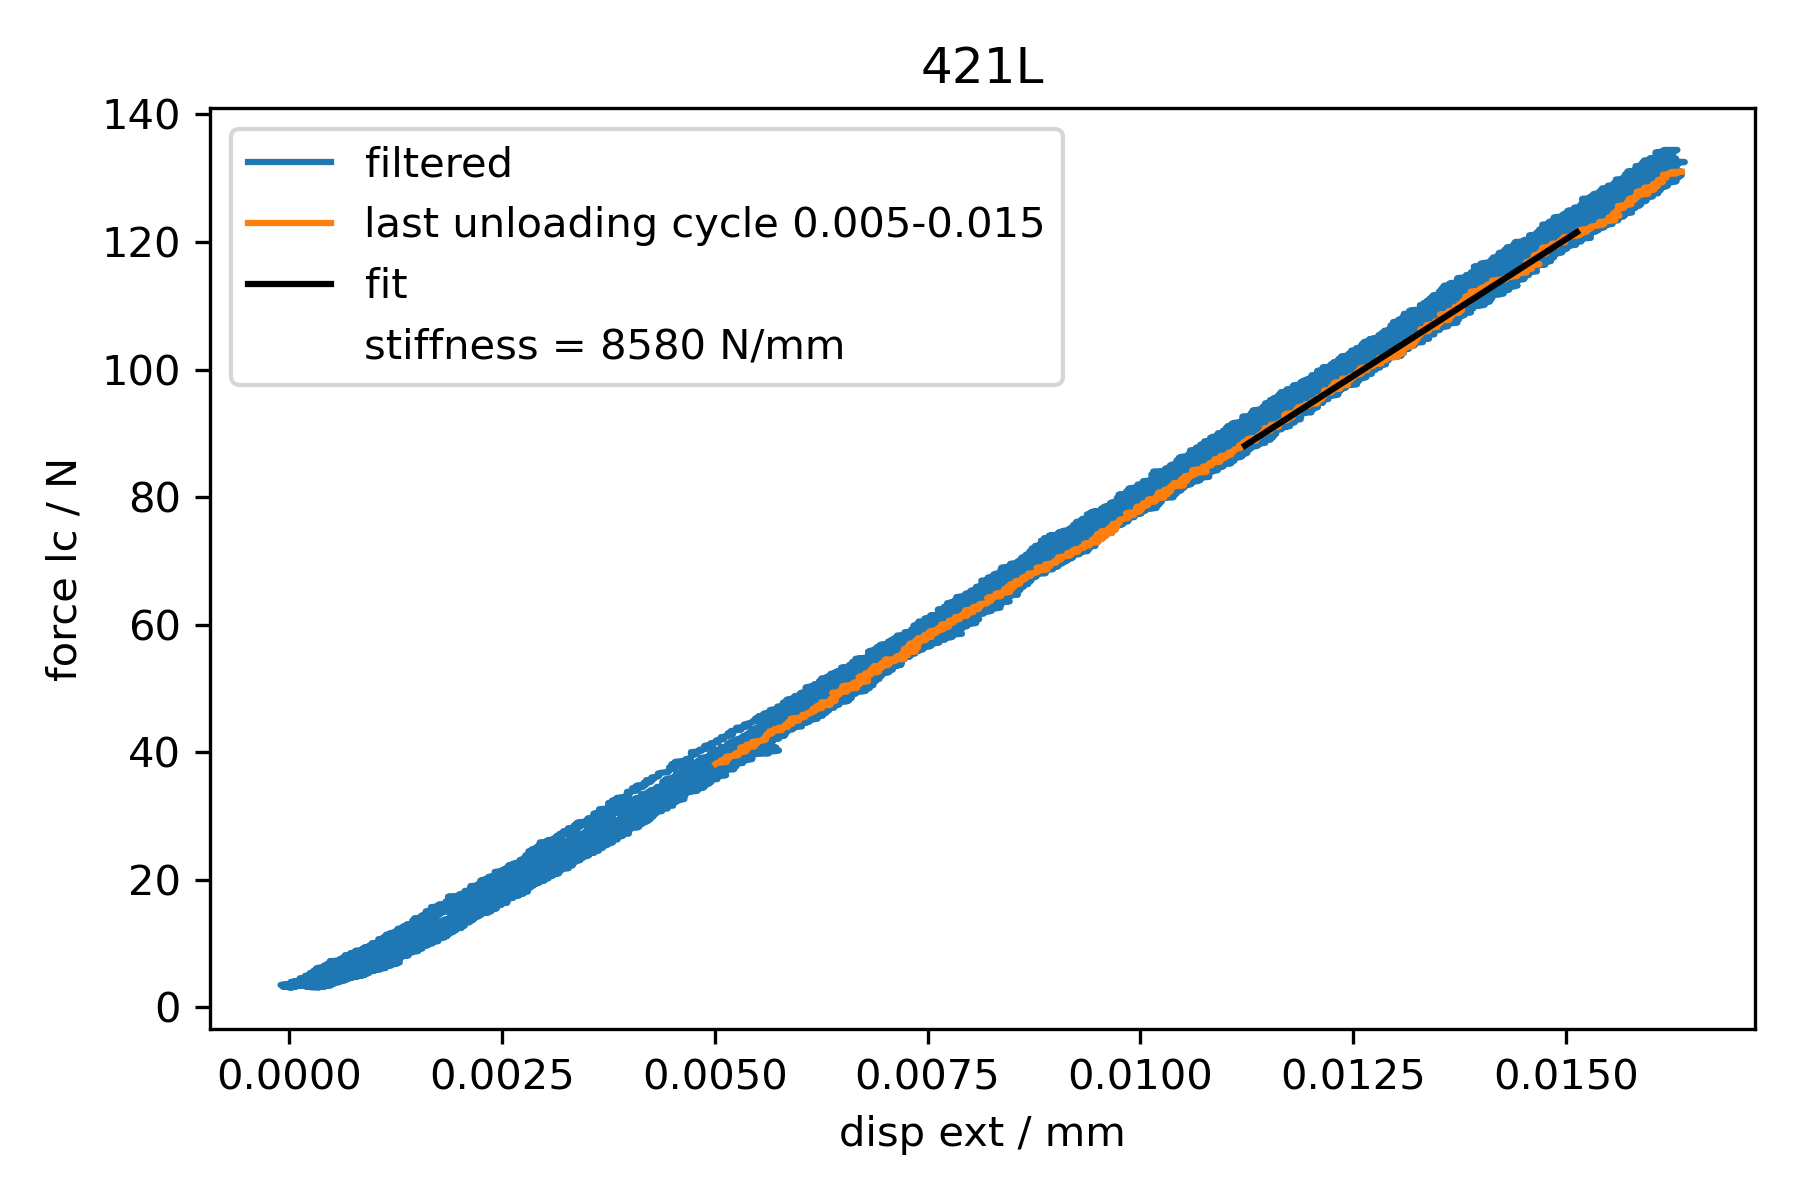 421L
140
120
100
80
60
40
20
0
force lc / N
filtered
last unloading cycle 0.005-0.015
fit
stiffness = 8580 N/mm
0.0000 0.0025 0.0050 0.0075 0.0100 0.0125 0.0150
disp ext / mm